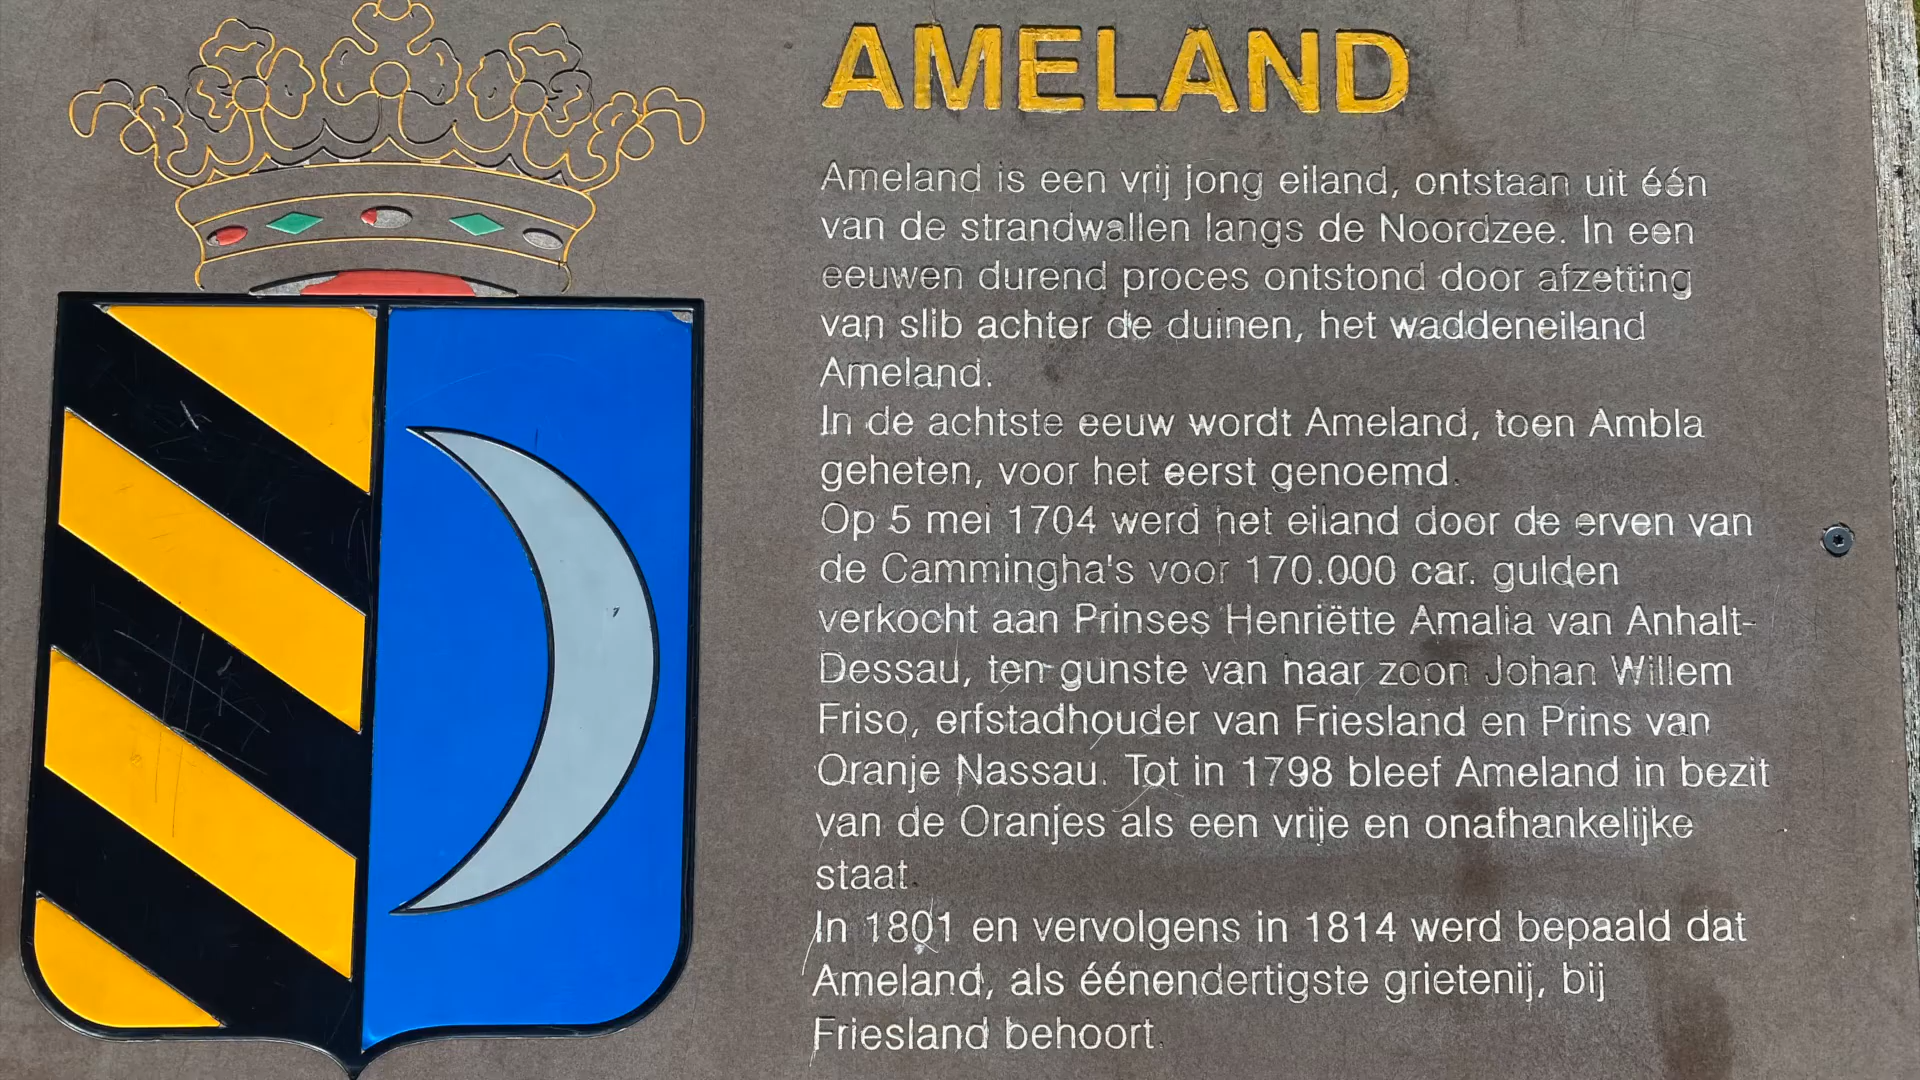 AMELAND
Ameland is een vrij jong eiland, ontstaan uit één
van de strandwallen langs de Noordzee. In een
eeuwen durend proces ontstond door afzetting
van slib achter de duinen, het waddeneiland
Ameland.
In de achtste eeuw wordt Ameland, toen Ambla
geheten, voor het eerst genoemd.
Op 5 mei 1704 werd het eiland door de erven van
de Cammingha's voor 170.000 car. gulden
verkocht aan Prinses Henriëtte Amalia van Anhalt-
Dessau, ten gunste van haar zoon Johan Willem
Friso, erfstadhouder van Friesland en Prins van
Oranje Nassau. Tot in 1798 bleef Ameland in bezit
van de Oranjes als een vrije en onafhankelijke
staat.
In 1801 en vervolgens in 1814 werd bepaald dat
Ameland, als éénendertigste grietenij, bij
Friesland behoort.